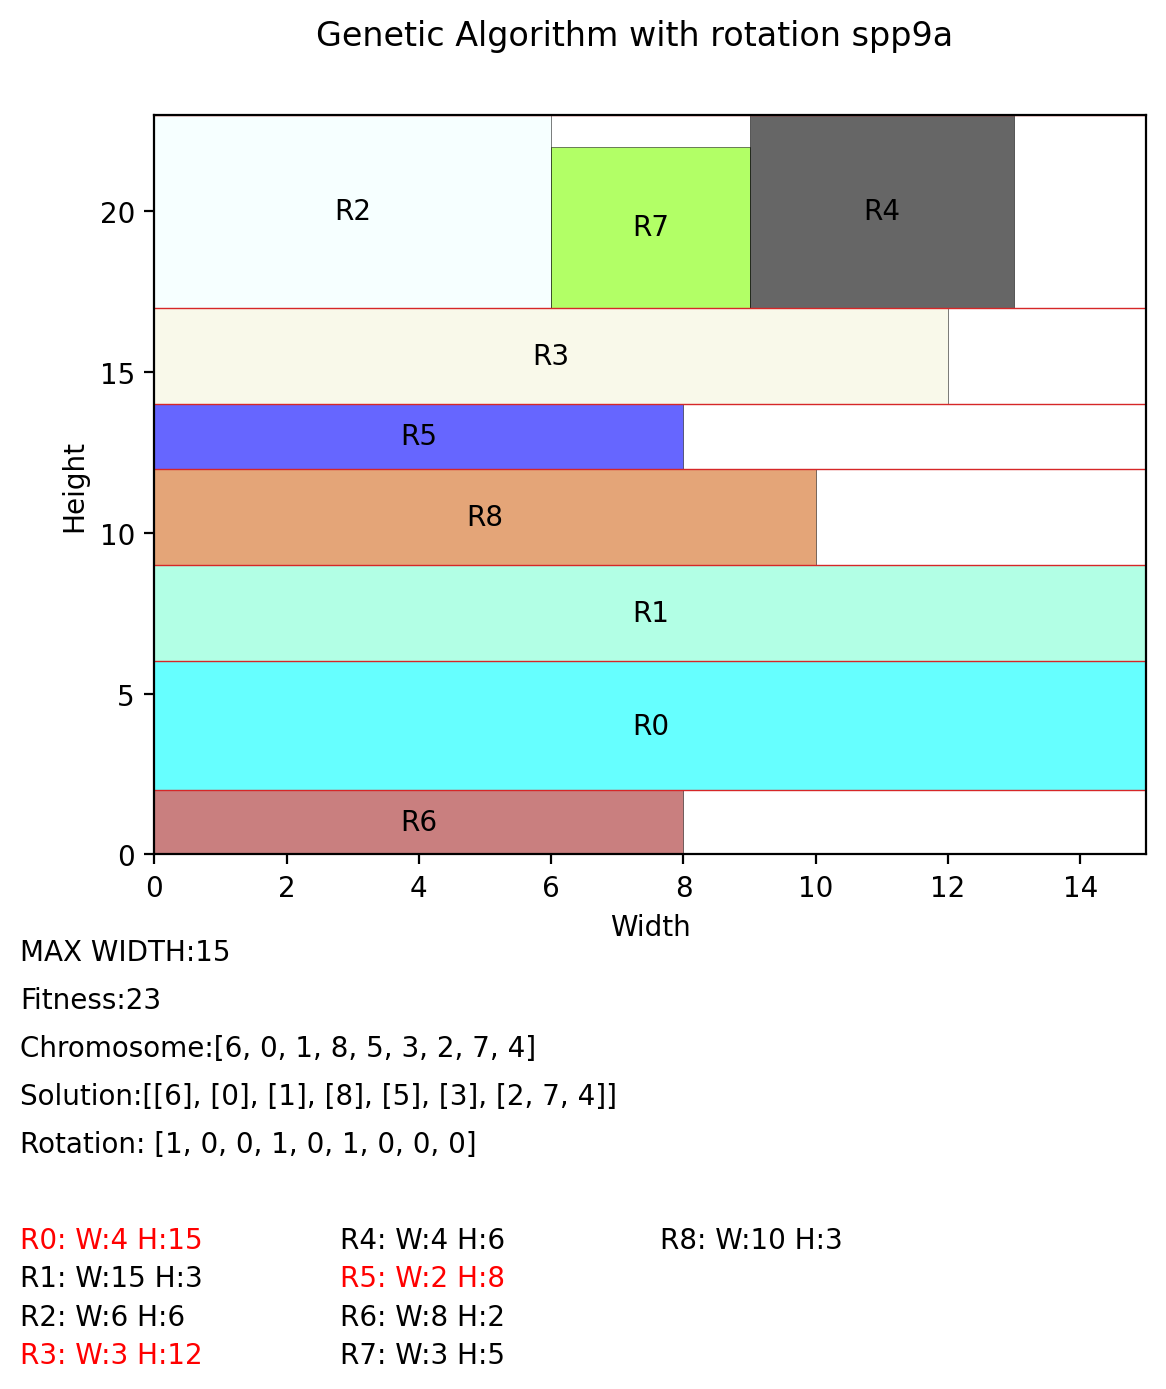 Genetic Algorithm with rotation spp9a
R2
R7
R4
R3
R5
R8
R1
R0
R6
Height
20
15
10
5
0
0 2 4 6 8 10 12 14
Width
MAX WIDTH:15
Fitness:23
Chromosome:[6, 0, 1, 8, 5, 3, 2, 7, 4]
Solution:[[6], [0], [1], [8], [5], [3], [2, 7, 4]]
Rotation: [1, 0, 0, 1, 0, 1, 0, 0, 0]
R0: W:4 H:15
R1: W:15 H:3
R2: W:6 H:6
R3: W:3 H:12
R4: W:4 H:6
R5: W:2 H:8
R6: W:8 H:2
R7: W:3 H:5
R8: W:10 H:3